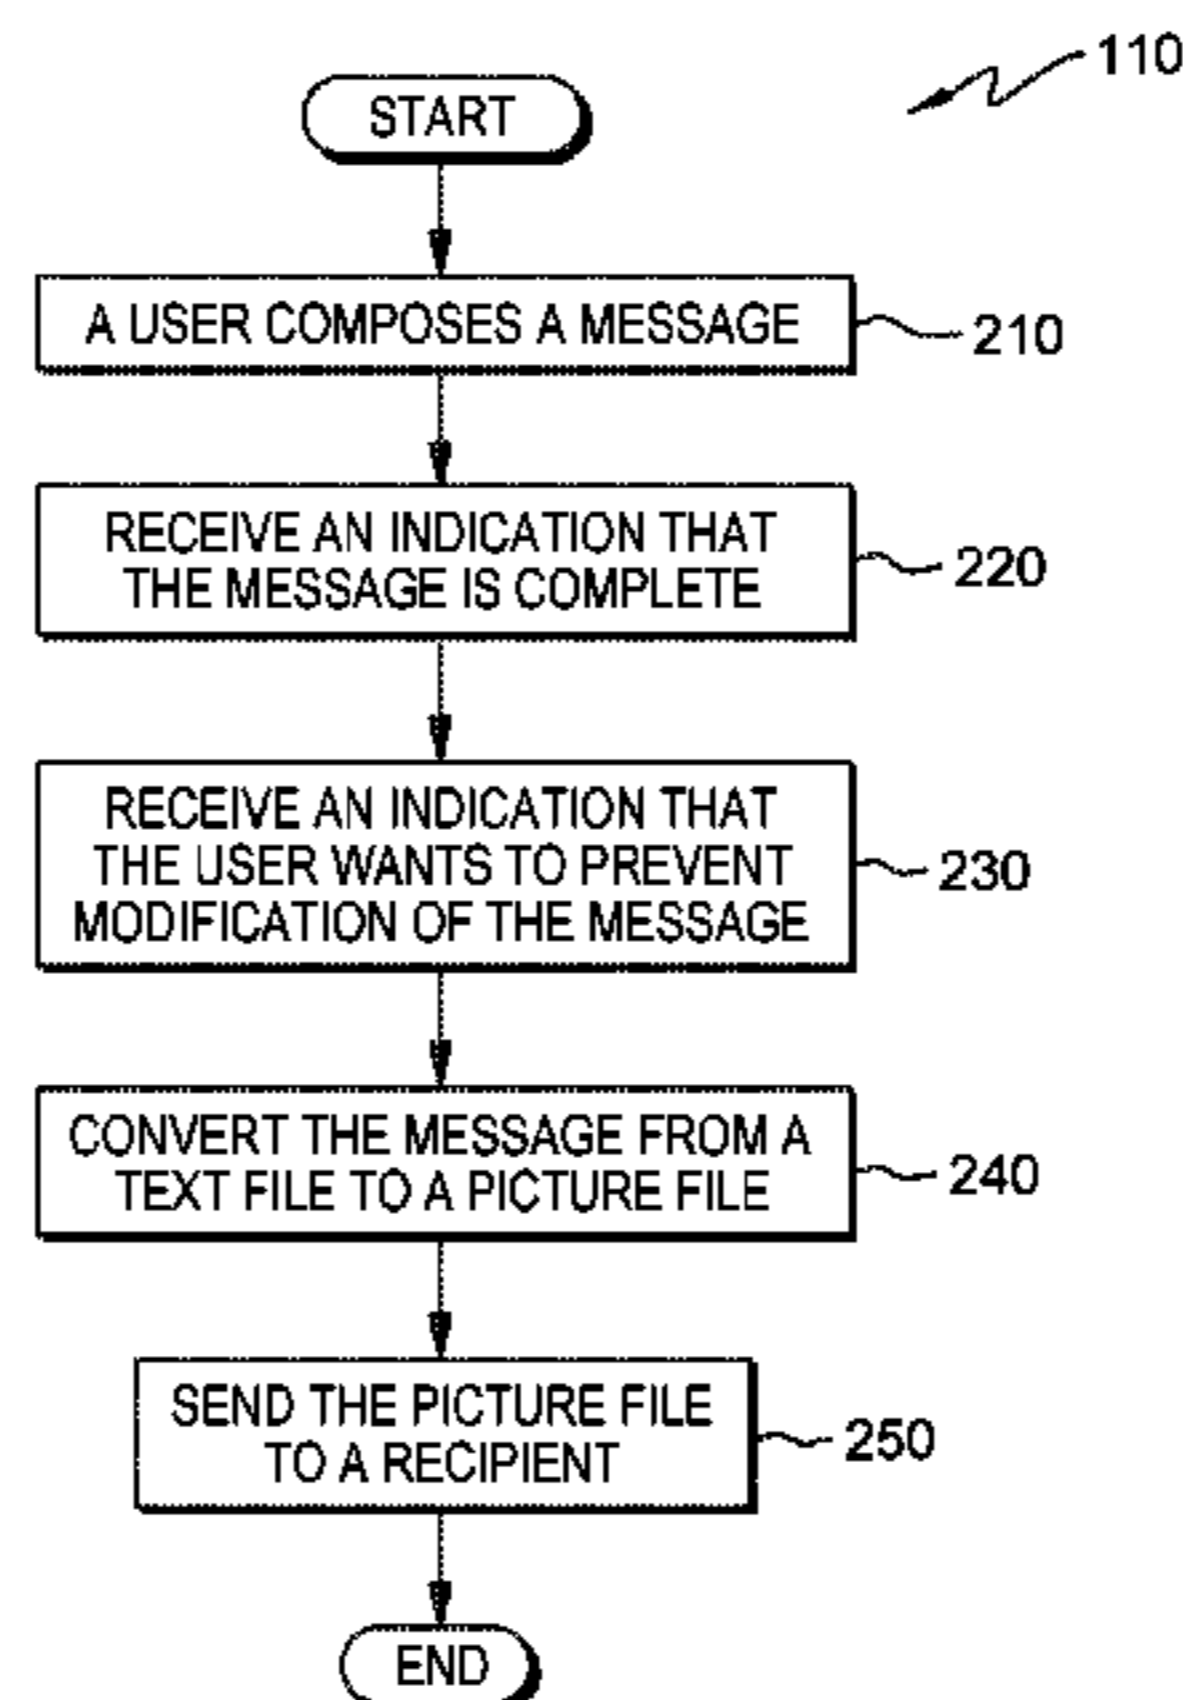 110
START
A USER COMPOSES A MESSAGE
210
RECEIVE AN INDICATION THAT
THE MESSAGE IS COMPLETE
220
RECEIVE AN INDICATION THAT
THE USER WANTS TO PREVENT
MODIFICATION OF THE MESSAGE
230
CONVERT THE MESSAGE FROM A
TEXT FILE TO A PICTURE FILE
240
SEND THE PICTURE FILE
TO A RECIPIENT
250
END